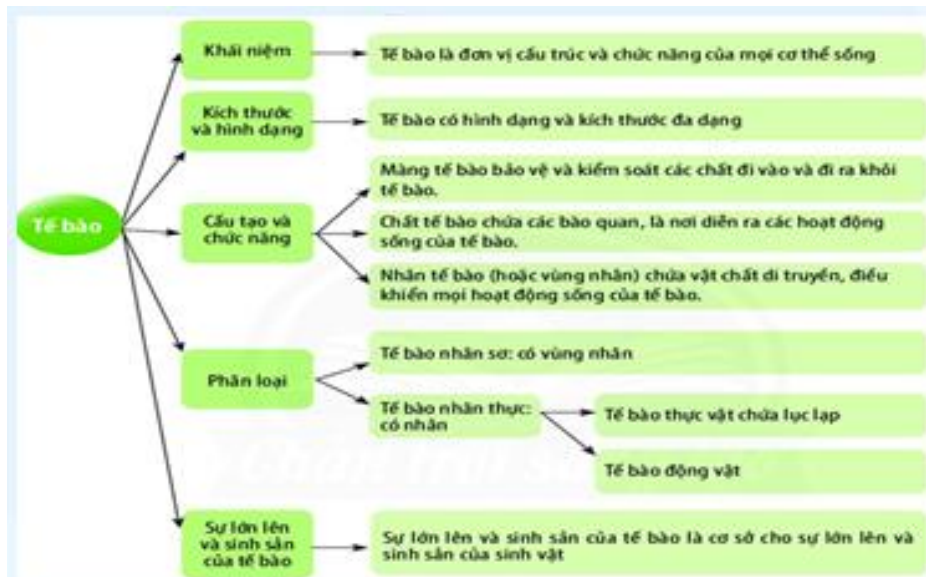 Khái niệm
Tế bào là đơn vị cấu trúc và chức năng của mọi cơ thể sống
Kích thước
và hình dạng
Tế bào có hình dạng và kích thước đa dạng
Tế bào
Cấu tạo và
chức năng
Màng tế bào bảo vệ và kiểm soát các chất đi vào và đi ra khỏi
tế bào.
Chất tế bào chứa các bào quan, là nơi diễn ra các hoạt động
sống của tế bào.
Nhân tế bào (hoặc vùng nhân) chứa vật chất di truyền, điều
khiển mọi hoạt động sống của tế bào.
Phân loại
Tế bào nhân sơ: có vùng nhân
Tế bào nhân thực:
có nhân
Tế bào thực vật chứa lục lạp
Tế bào động vật
Sự lớn lên
và sinh sản
của tế bào
Sự lớn lên và sinh sản của tế bào là cơ sở cho sự lớn lên và
sinh sản của sinh vật